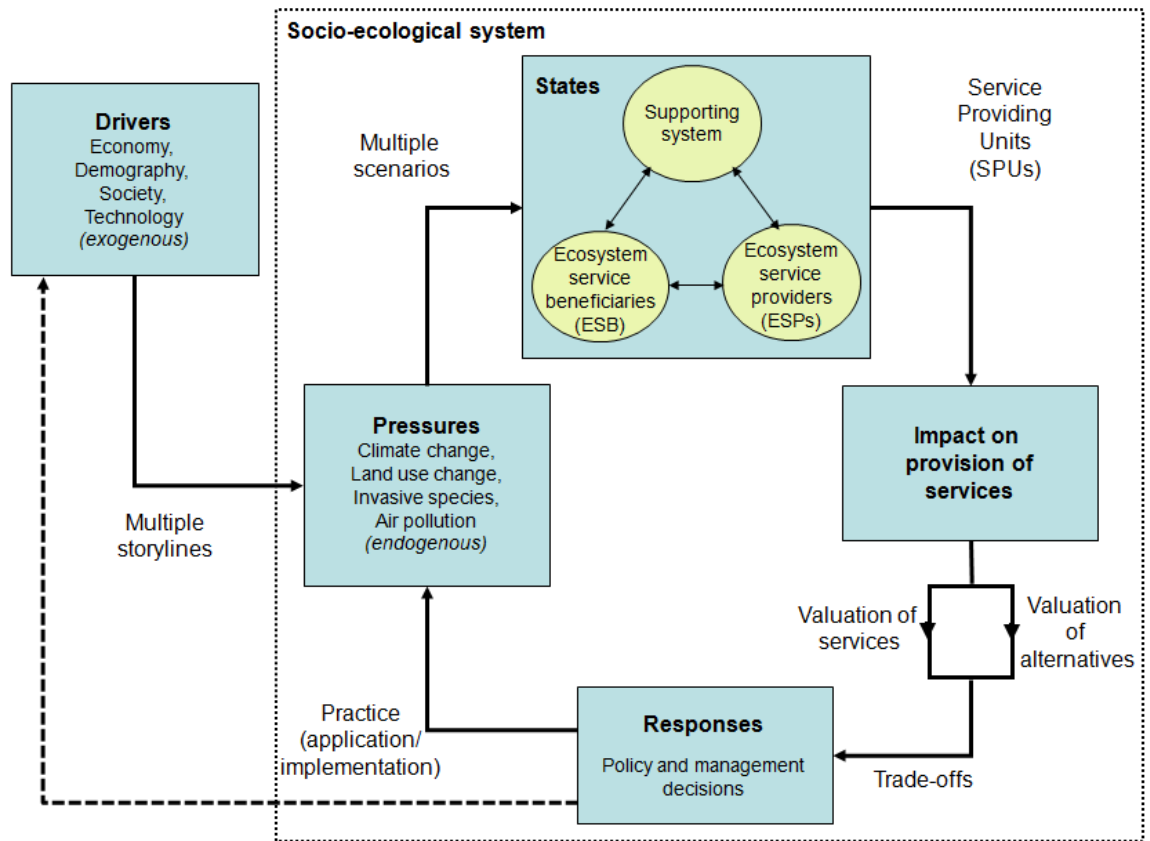 Socio-ecological system
Drivers
Economy,
Demography,
Society,
Technology
(exogenous)
Multiple
storylines
Multiple
scenarios
States
Supporting
system
Ecosystem
service
beneficiaries
(ESB)
Ecosystem
service
providers
(ESPs)
Service
Providing
Units
(SPUs)
Pressures
Climate change,
Land use change,
Invasive species,
Air pollution
(endogenous)
Impact on
provision of
services
Valuation of
services
Valuation
of
alternatives
Trade-offs
Responses
Policy and management
decisions
Practice
(application/
implementation)